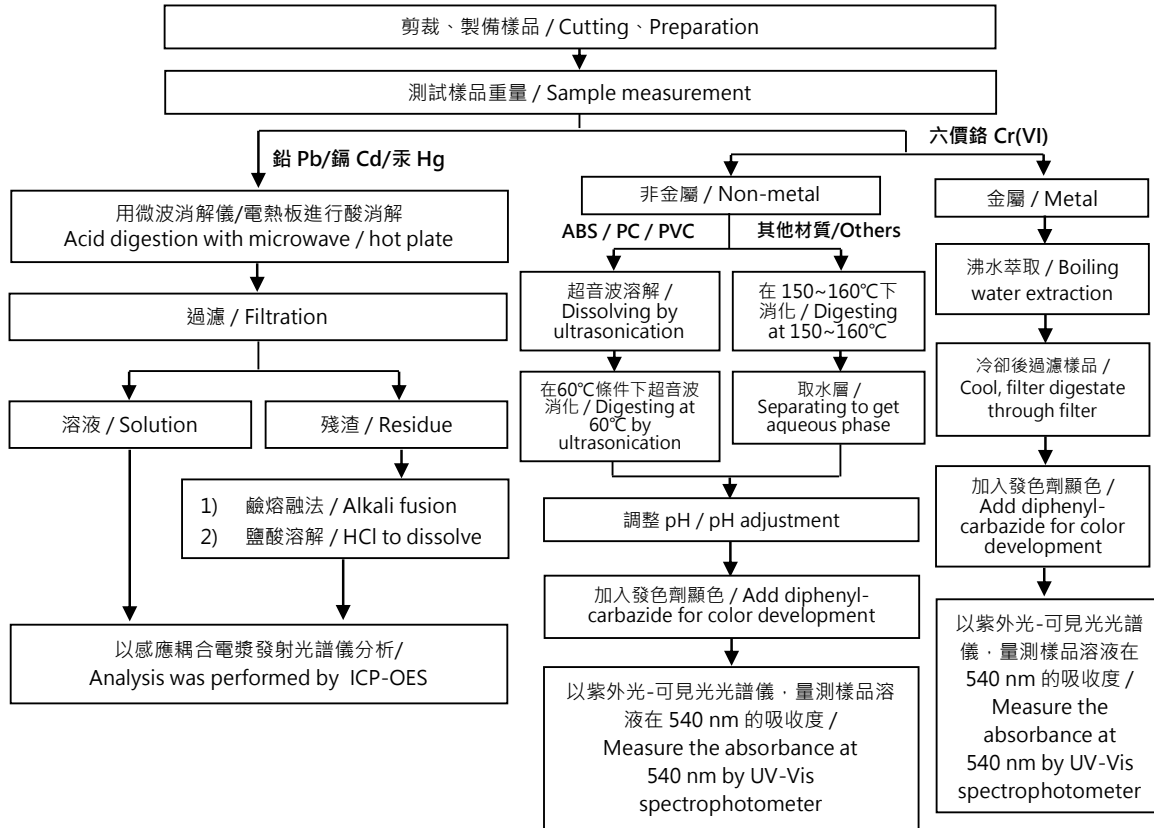 剪裁、製備樣品 / Cutting、Preparation
測試樣品重量 / Sample measurement
鉛 Pb/鎘 Cd/汞 Hg
六價鉻 Cr(VI)
用微波消解儀/電熱板進行酸消解
Acid digestion with microwave / hot plate
過濾 / Filtration
溶液 / Solution
殘渣 / Residue
1) 鹼熔融法 / Alkali fusion
2) 鹽酸溶解 / HCl to dissolve
以感應耦合電漿發射光譜儀分析/
Analysis was performed by ICP-OES
非金屬 / Non-metal
ABS / PC / PVC
其他材質/Others
超音波溶解 /
Dissolving by
ultrasonication
在 150~160℃下
消化 / Digesting
at 150~160℃
在60℃條件下超音波
消化 / Digesting at
60℃ by
ultrasonication
取水層 /
Separating to get
aqueous phase
調整 pH / pH adjustment
加入發色劑顯色 / Add diphenyl-
carbazide for color development
以紫外光-可見光光譜儀，量測樣品溶
液在 540 nm 的吸收度 /
Measure the absorbance at
540 nm by UV-Vis
spectrophotometer
金屬 / Metal
沸水萃取 / Boiling
water extraction
冷卻後過濾樣品 /
Cool, filter digestate
through filter
加入發色劑顯色 /
Add diphenyl-
carbazide for color
development
以紫外光-可見光光譜
儀，量測樣品溶液在
540 nm 的吸收度 /
Measure the
absorbance at
540 nm by UV-Vis
spectrophotometer